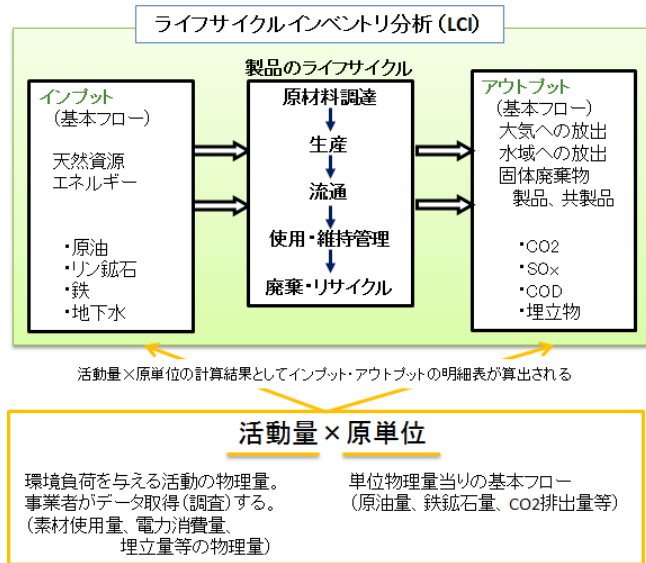 ライフサイクルインベントリ分析(LCI)
インプット
(基本フロー)
天然資源
エネルギー
・原油
・リン鉱石
・鉄
・地下水
製品のライフサイクル
原材料調達
生産
流通
使用・維持管理
廃棄・リサイクル
アウトプット
(基本フロー)
大気への放出
水域への放出
固体廃棄物
製品、共製品
・CO2
・SOx
・COD
・埋立物
活動量×原単位の計算結果としてインプット・アウトプットの明細表が算出される
活動量×原単位
環境負荷を与える活動の物理量。
事業者がデータ取得(調査)する。
(素材使用量、電力消費量、
埋立量等の物理量)
単位物理量当りの基本フロー
(原油量、鉄鉱石量、CO2排出量等)